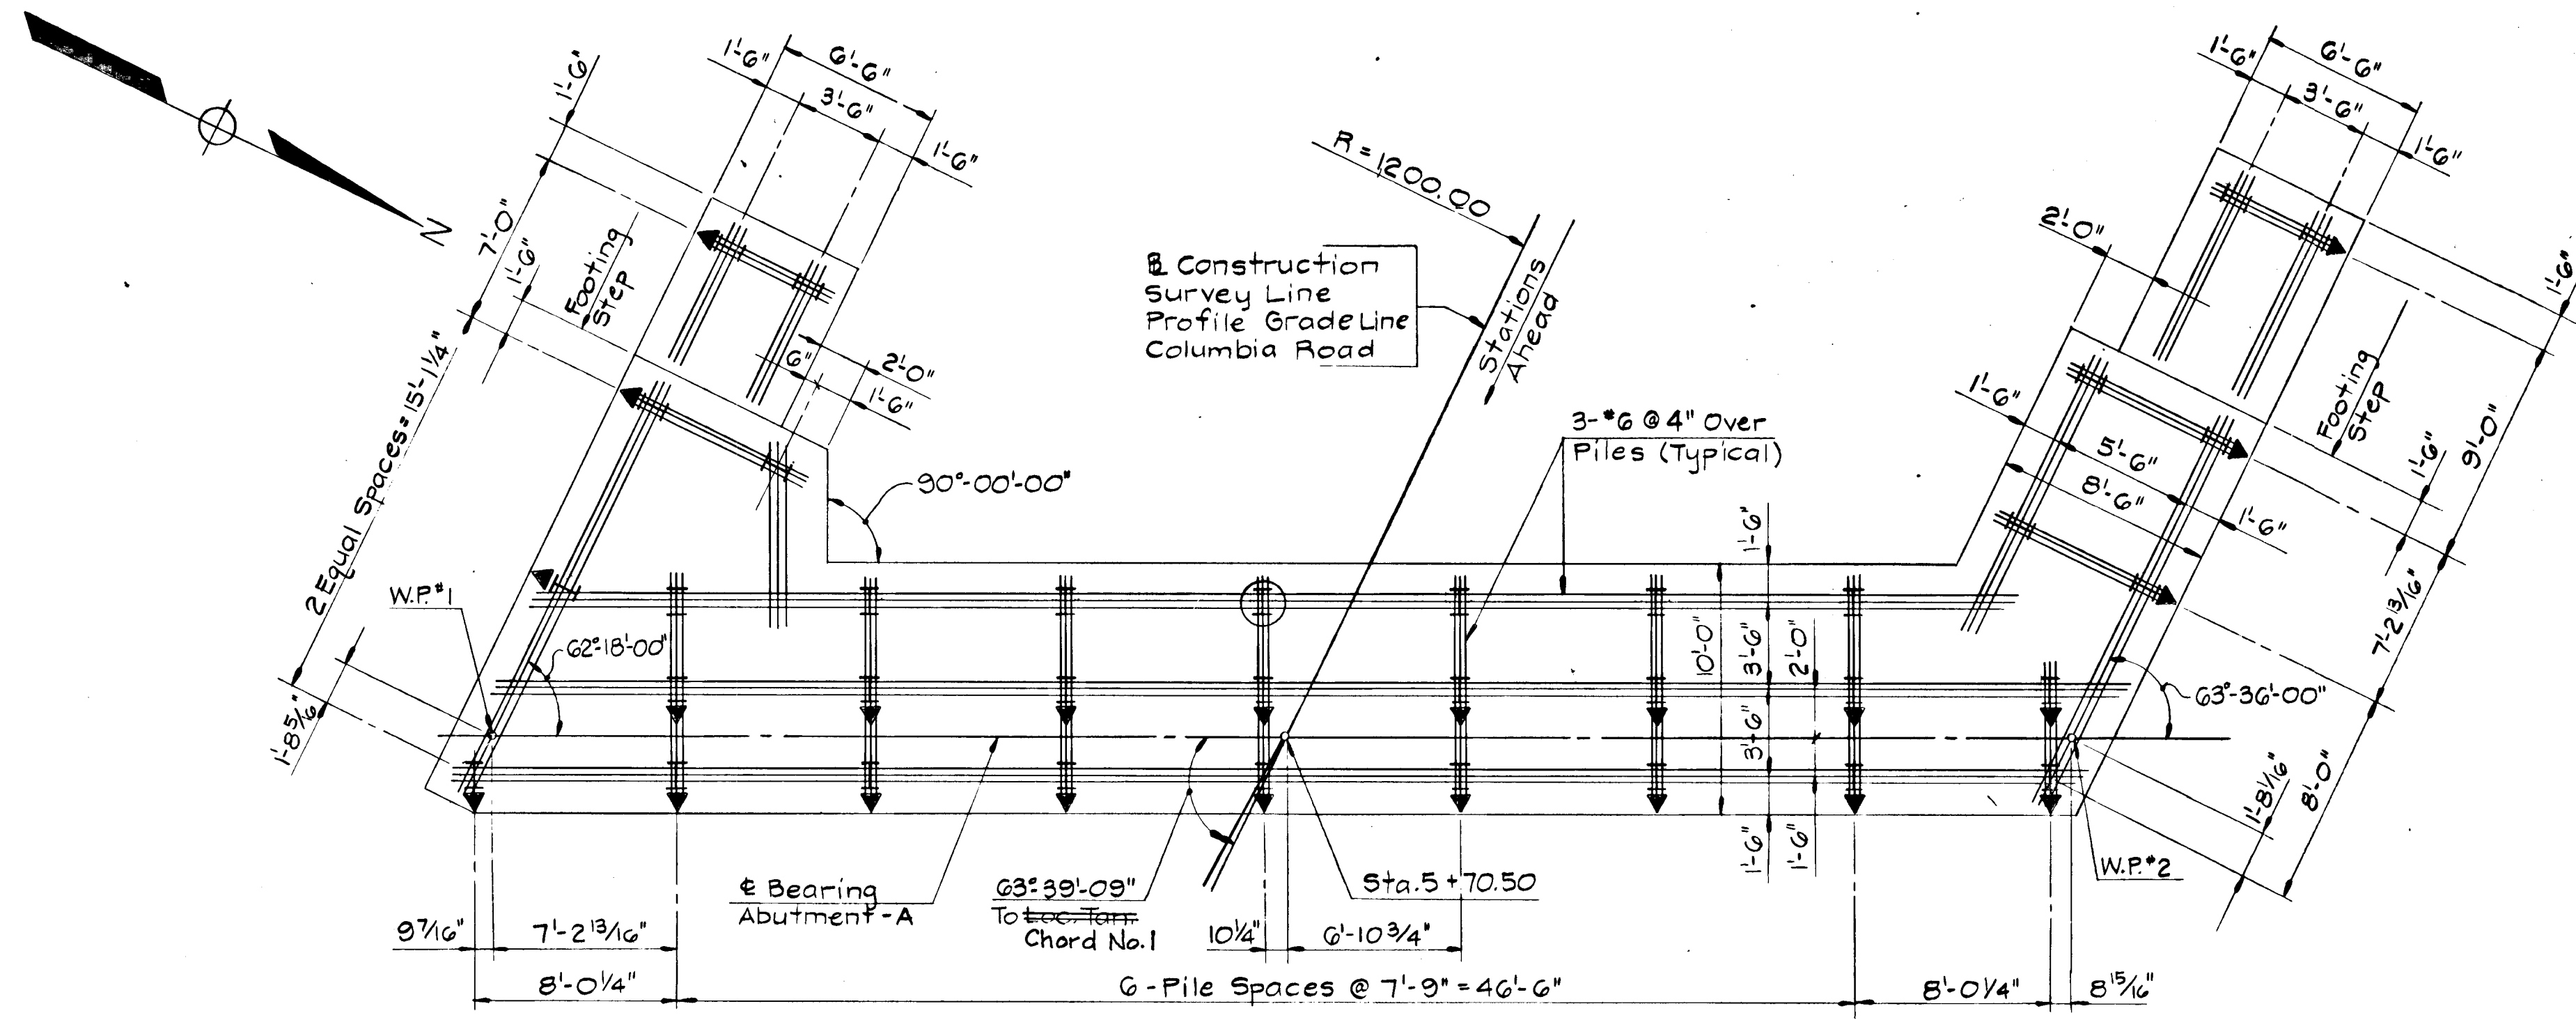 1'-6"
6'-6"
3'-6"
1'-6"
1'-6"
7'-0"
1'-6"
Footing
Step
N
2 Equal Spaces = 15'-1 1/4"
6"
2'-0"
1'-6"
R = 1200.00
℄ Construction
Survey Line
Profile Grade Line
Columbia Road
Stations
Ahead
1'-6"
6'-6"
3'-6"
1'-6"
2'-0"
1'-6"
Footing
Step
9'-0"
1'-6"
1'-6"
5'-6"
8'-6"
1'-6"
7'-2 13/16"
3-#6 @ 4" Over
Piles (Typical)
90°-00'-00"
W.P.#1
62°-18'-00"
1'-8 5/16"
1'-6"
10'-0"
3'-6"
2'-0"
3'-6"
1'-6"
1'-6"
63°-36'-00"
1'-8 1/16"
8'-0"
W.P.#2
℄ Bearing
Abutment-A
63°-39'-09"
To Loc. Tan.
Chord No.1
Sta. 5+70.50
9 7/16"
7'-2 13/16"
10 1/4"
6'-10 3/4"
8'-0 1/4"
6-Pile Spaces @ 7'-9" = 46'-6"
8'-0 1/4"
8 15/16"